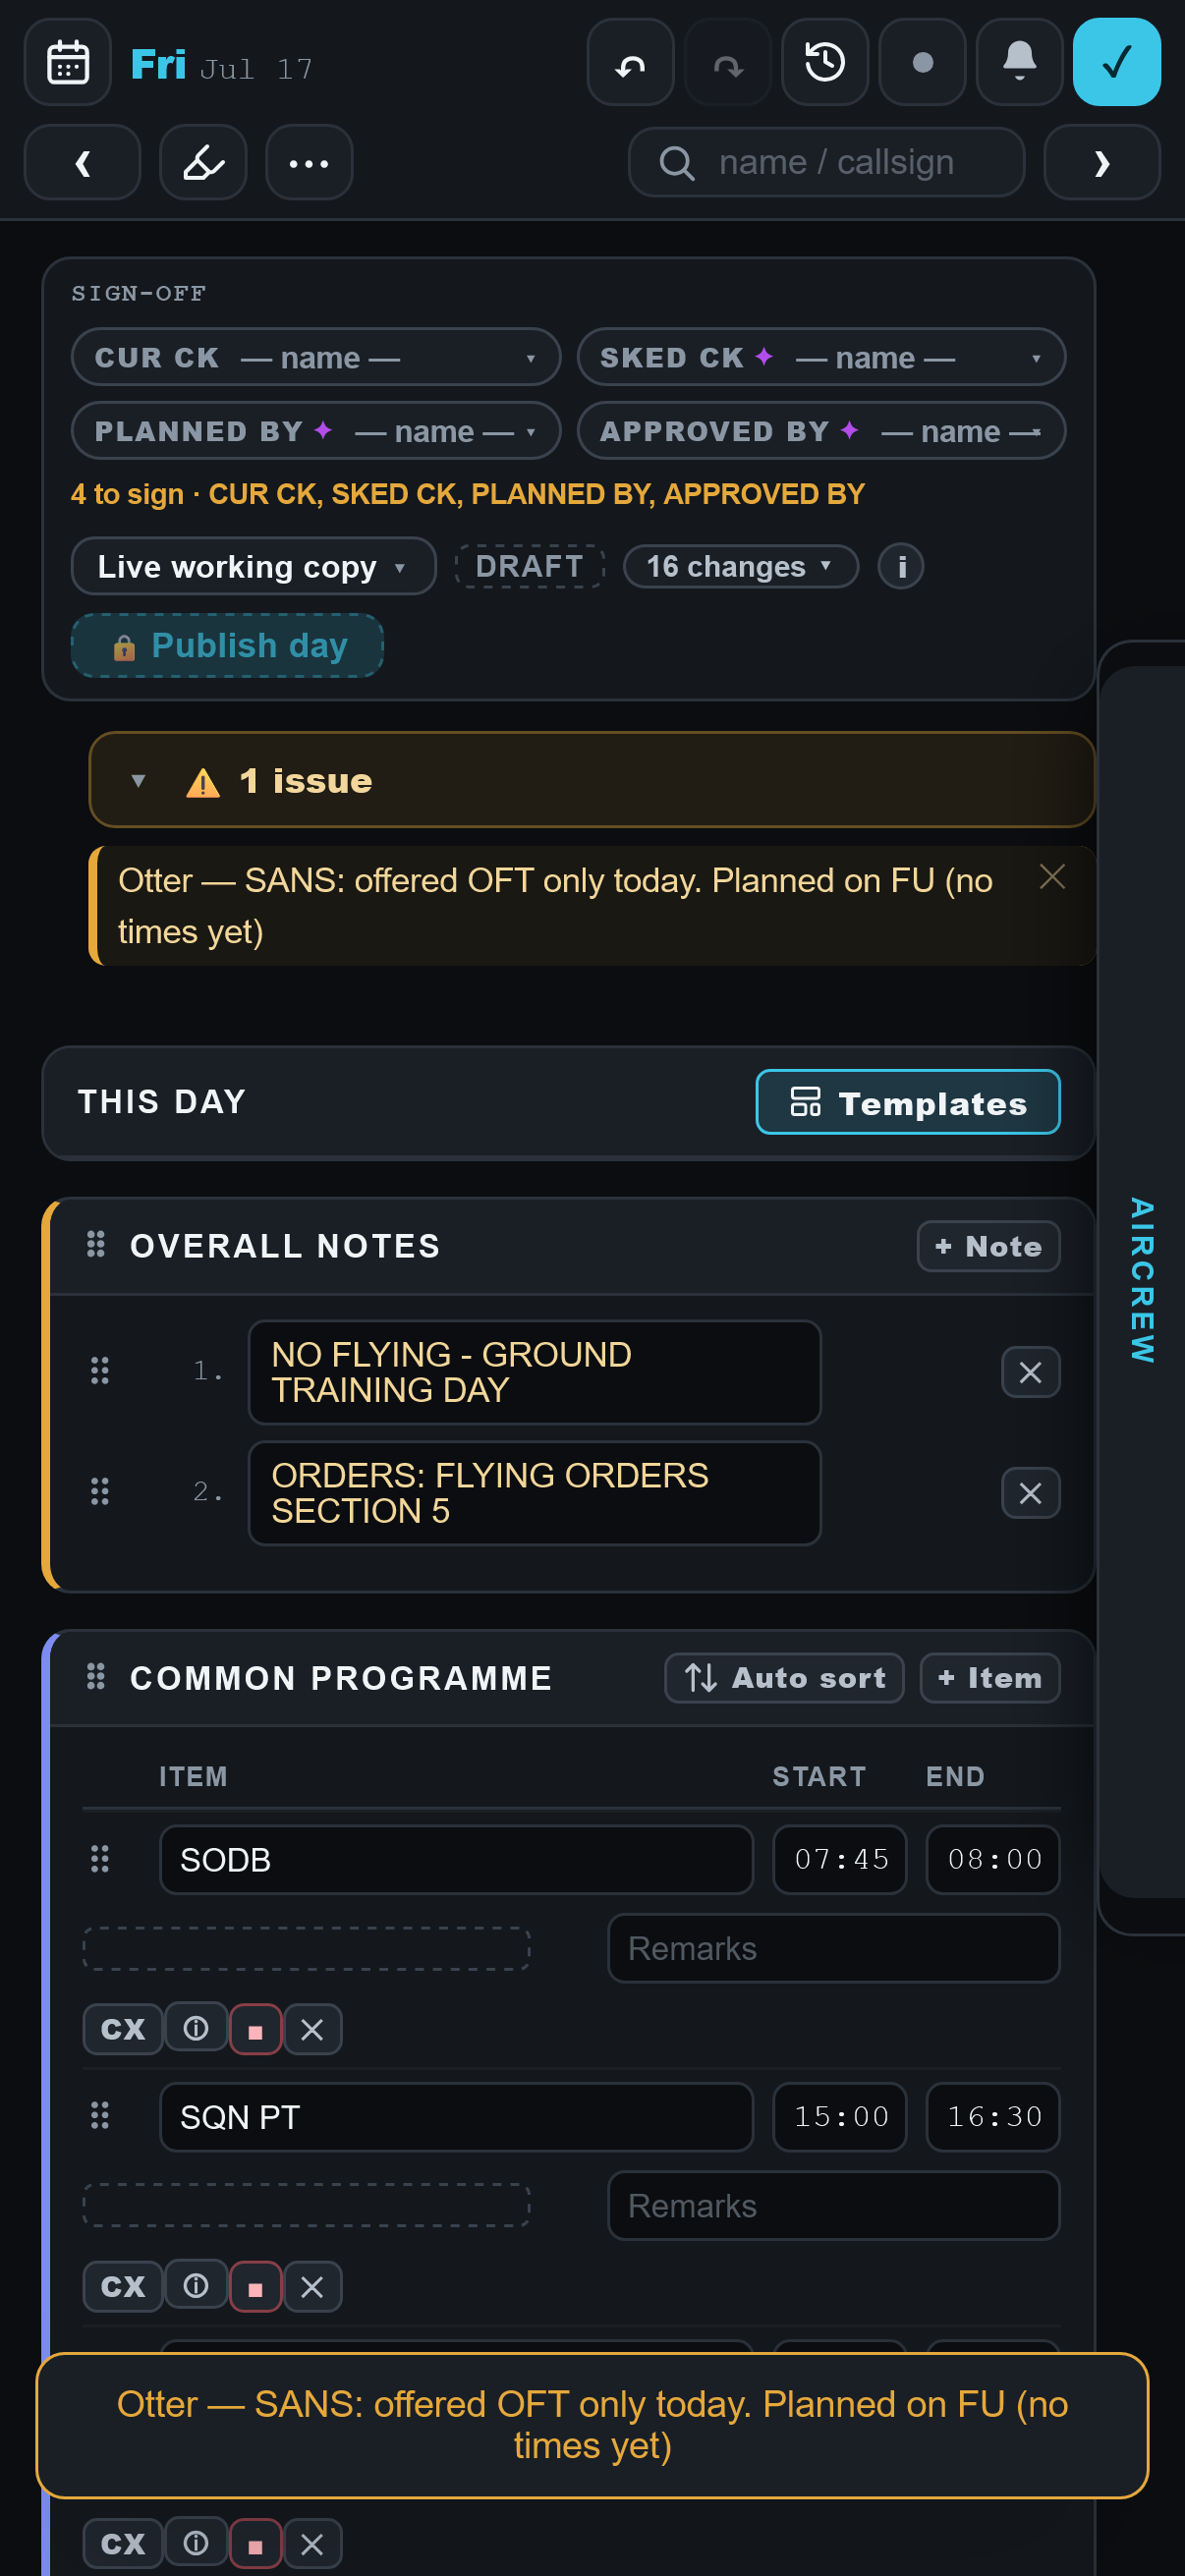 Fri Jul 17
name / callsign
SIGN-OFF
CUR CK — name —
SKED CK — name —
PLANNED BY — name —
APPROVED BY — name —
4 to sign · CUR CK, SKED CK, PLANNED BY, APPROVED BY
Live working copy DRAFT 16 changes i
Publish day
1 issue
Otter — SANS: offered OFT only today. Planned on FU (no
times yet)
AIRCREW
THIS DAY Templates
OVERALL NOTES + Note
1. NO FLYING - GROUND
TRAINING DAY
2. ORDERS: FLYING ORDERS
SECTION 5
COMMON PROGRAMME Auto sort + Item
ITEM START END
SODB 07:45 08:00
Remarks
CX
SQN PT 15:00 16:30
Remarks
CX
Otter — SANS: offered OFT only today. Planned on FU (no
times yet)
CX